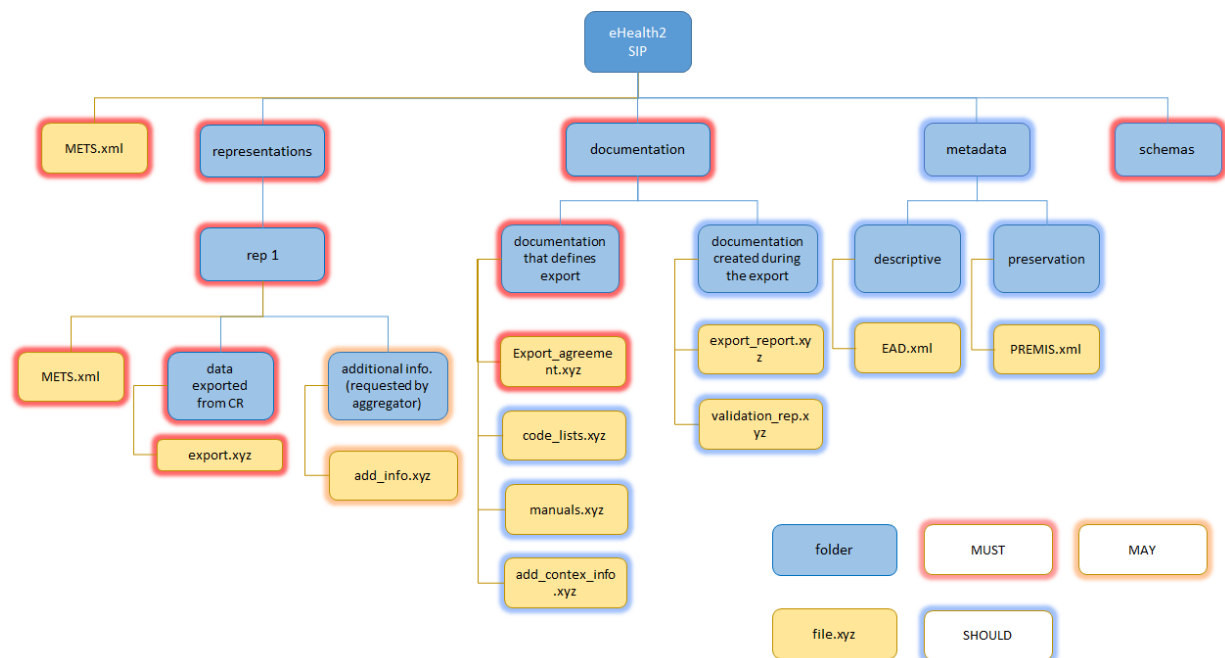 eHealth2
SIP
METS.xml
representations
documentation
metadata
schemas
rep 1
documentation
that defines
export
documentation
created during
the export
descriptive
preservation
METS.xml
data
exported
from CR
additional info.
(requested by
aggregator)
Export_agreeme
nt.xyz
export_report.xy
z
EAD.xml
PREMIS.xml
export.xyz
add_info.xyz
code_lists.xyz
validation_rep.x
yz
manuals.xyz
add_contex_info
.xyz
folder
MUST
MAY
file.xyz
SHOULD